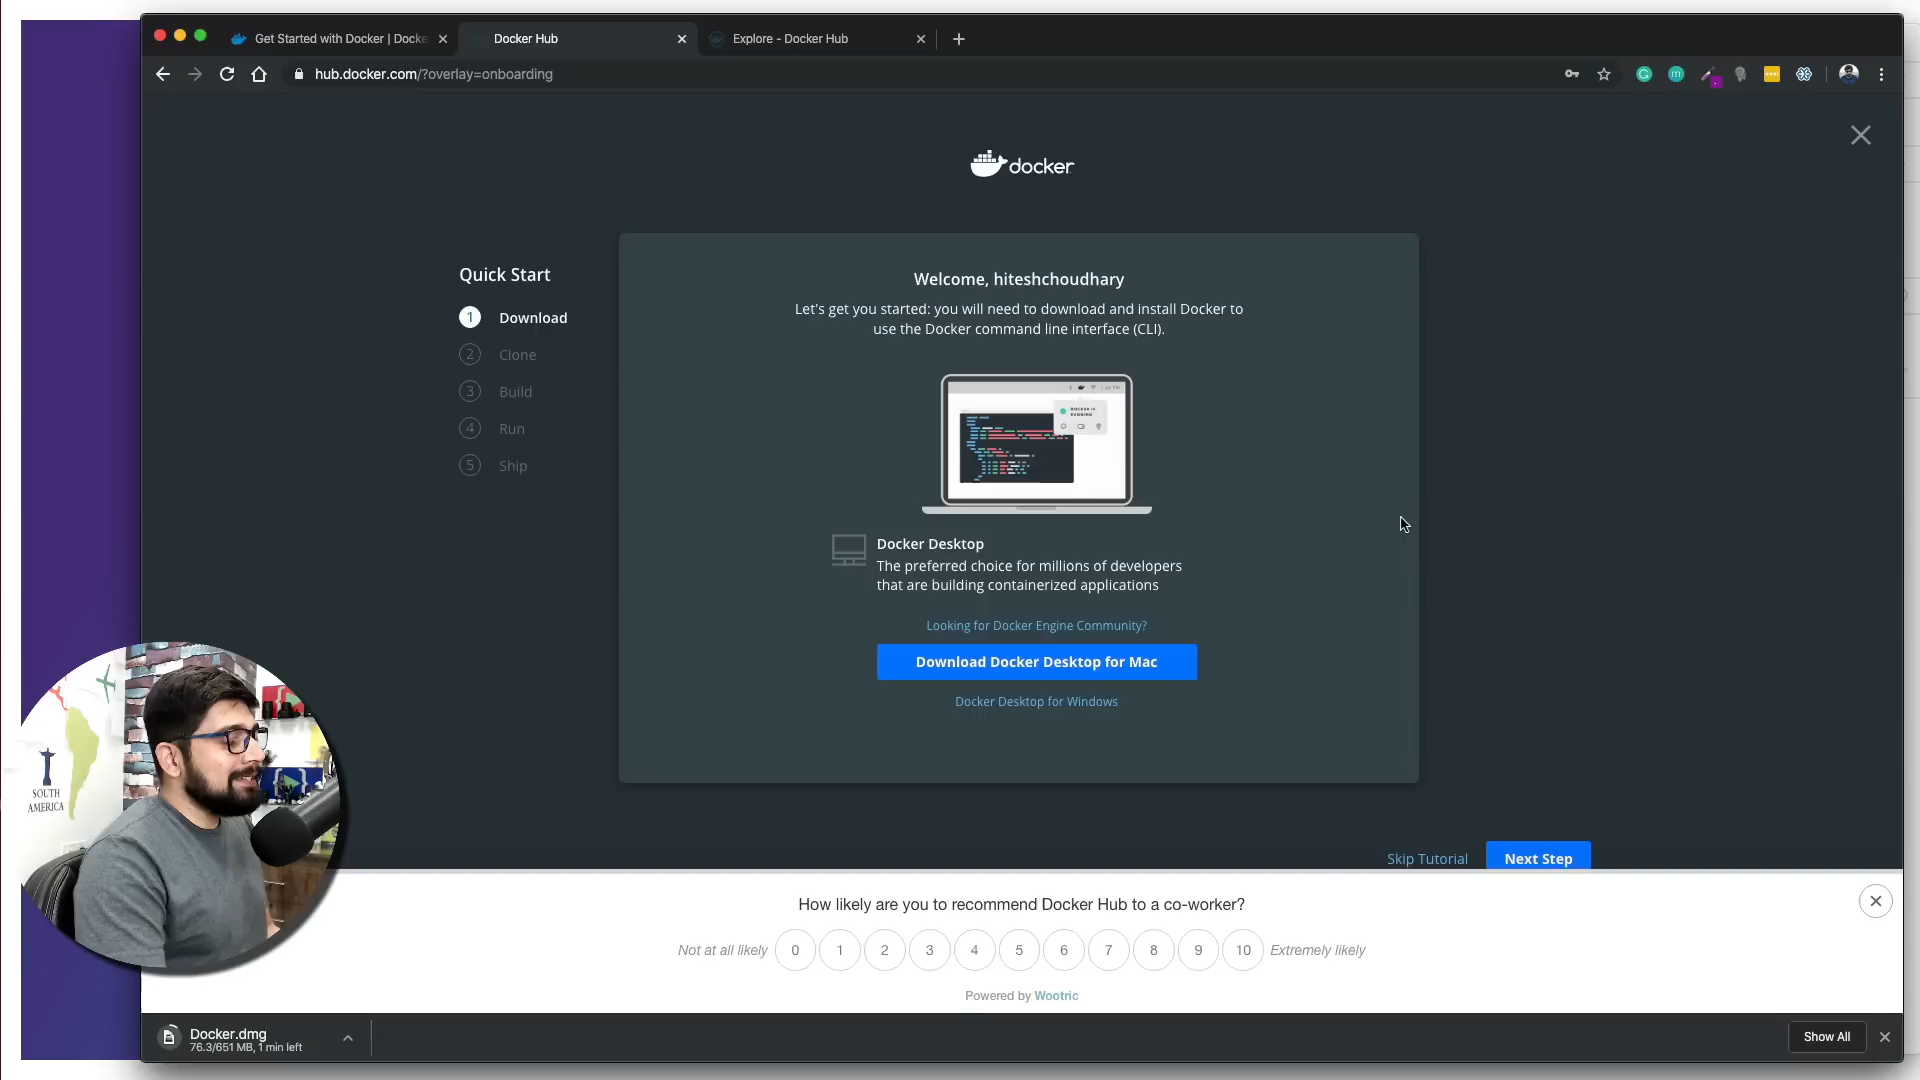 Get Started with Docker | Docke
Docker Hub
Explore - Docker Hub
hub.docker.com/?overlay=onboarding
docker
Quick Start
1 Download
2 Clone
3 Build
4 Run
5 Ship
Welcome, hiteshchoudhary
Let's get you started: you will need to download and install Docker to
use the Docker command line interface (CLI).
DOCKER IS
RUNNING
Docker Desktop
The preferred choice for millions of developers
that are building containerized applications
Looking for Docker Engine Community?
Download Docker Desktop for Mac
Docker Desktop for Windows
Skip Tutorial
Next Step
SOUTH
AMERICA
How likely are you to recommend Docker Hub to a co-worker?
Not at all likely 0 1 2 3 4 5 6 7 8 9 10 Extremely likely
Powered by Wootric
Docker.dmg
76.3/651 MB, 1 min left
Show All